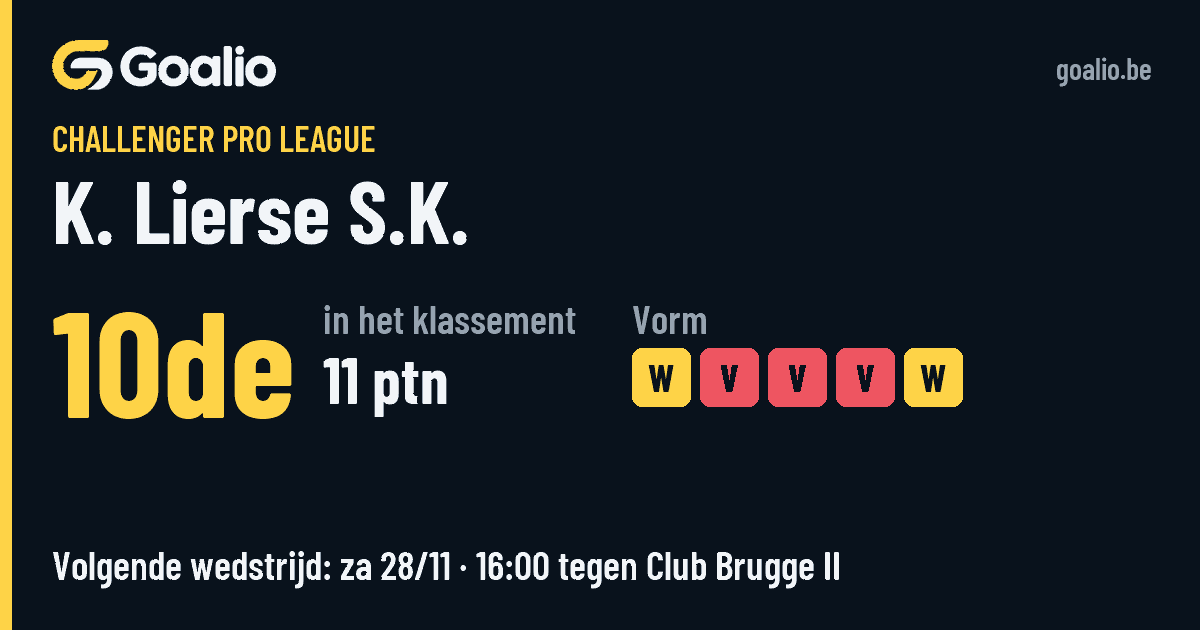 Goalio
goalio.be
CHALLENGER PRO LEAGUE
K. Lierse S.K.
10de
in het klassement
11 ptn
Vorm
W V V V W
Volgende wedstrijd: za 28/11 · 16:00 tegen Club Brugge II